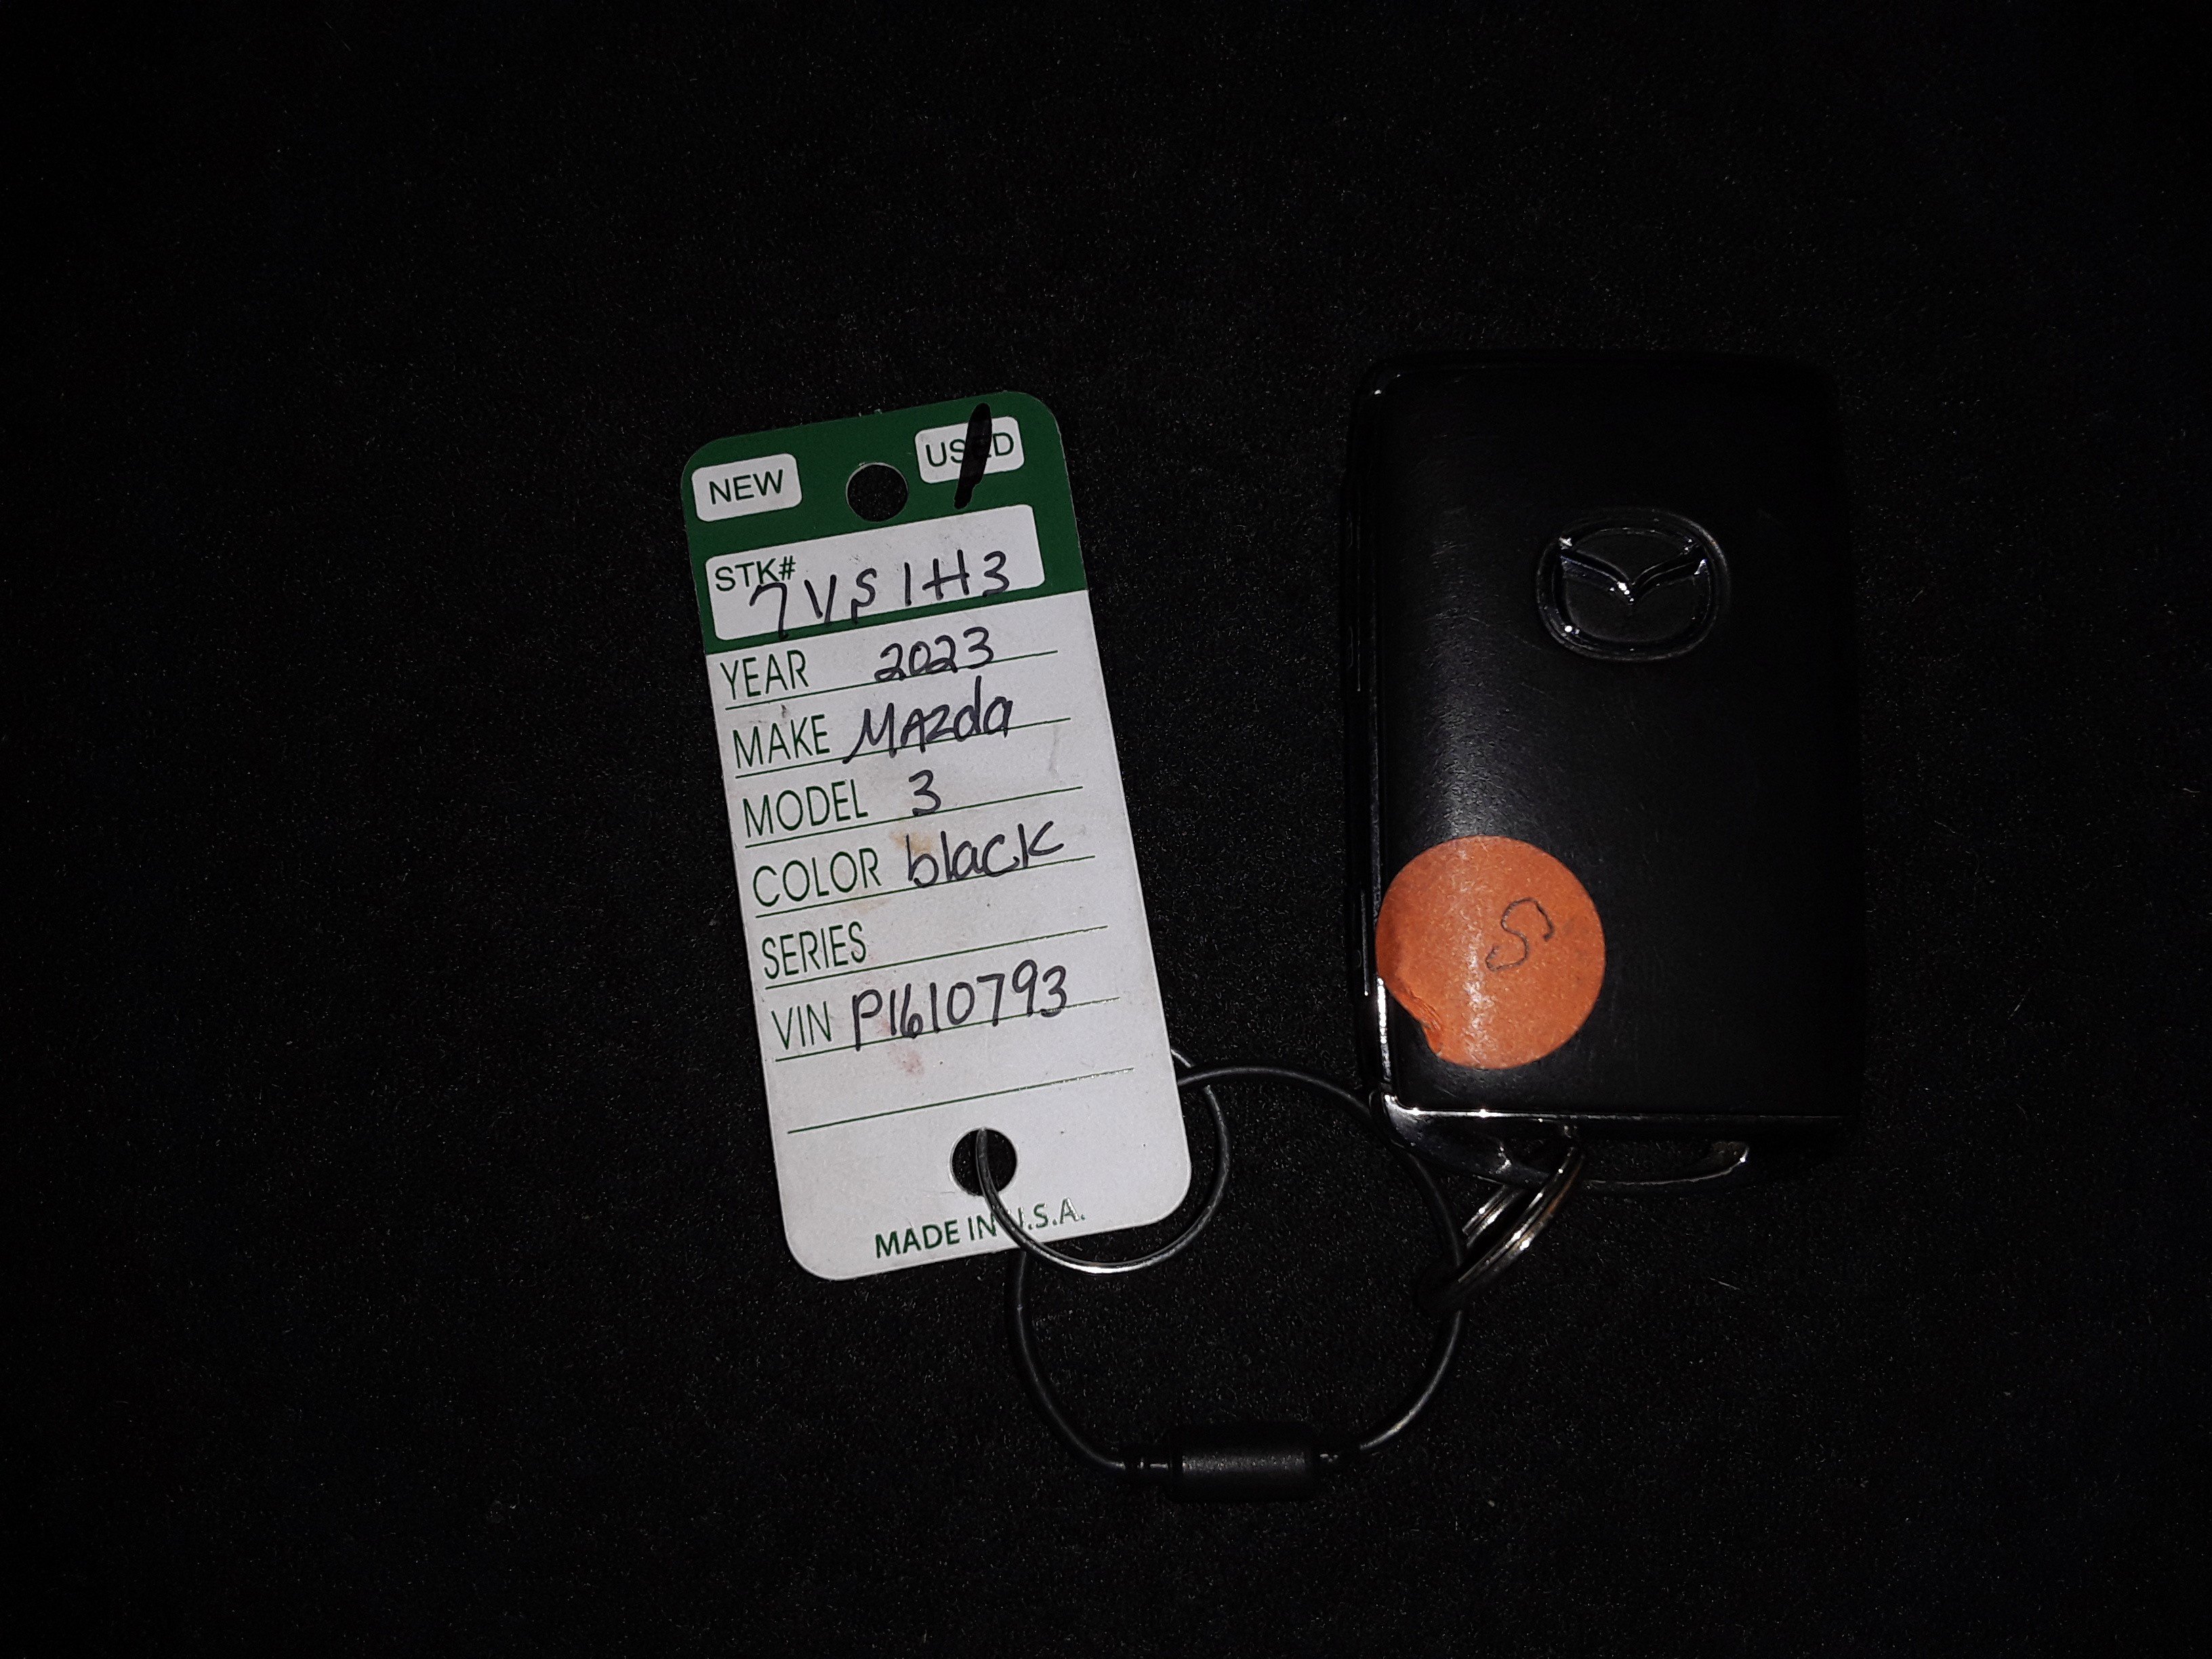 NEW USED
STK#
7VS1H3
YEAR 2023
MAKE Mazda
MODEL 3
COLOR black
SERIES
VIN P1610793
MADE IN U.S.A.
S